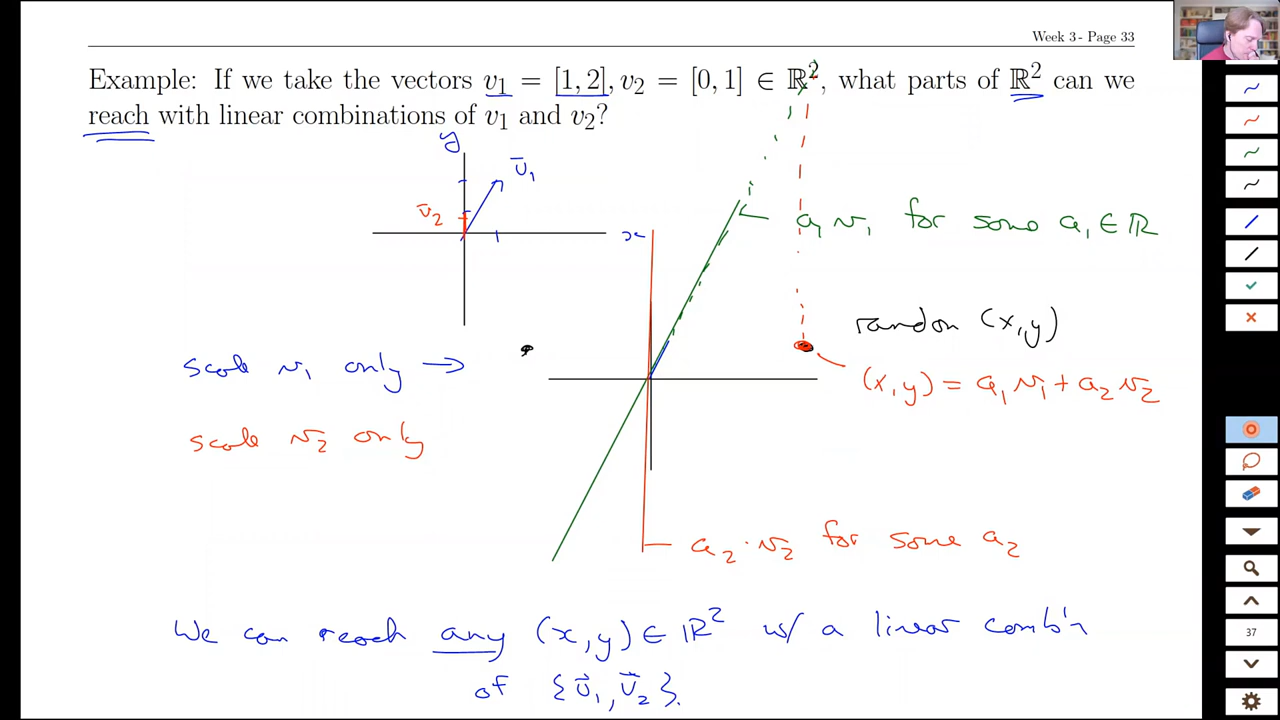 Week 3 - Page 33
Example: If we take the vectors v₁ = [1, 2], v₂ = [0, 1] ∈ ℝ², what parts of ℝ² can we
reach with linear combinations of v₁ and v₂?
y
v̄₁
v̄₂
x
a₁ v₁ for some a₁ ∈ ℝ
random (x,y)
scale v₁ only →
(x,y) = a₁ v₁ + a₂ v₂
scale v₂ only
a₂ · v₂ for some a₂
We can reach any (x,y) ∈ ℝ² w/ a linear comb'n
of {v⃗₁, v⃗₂}.
37